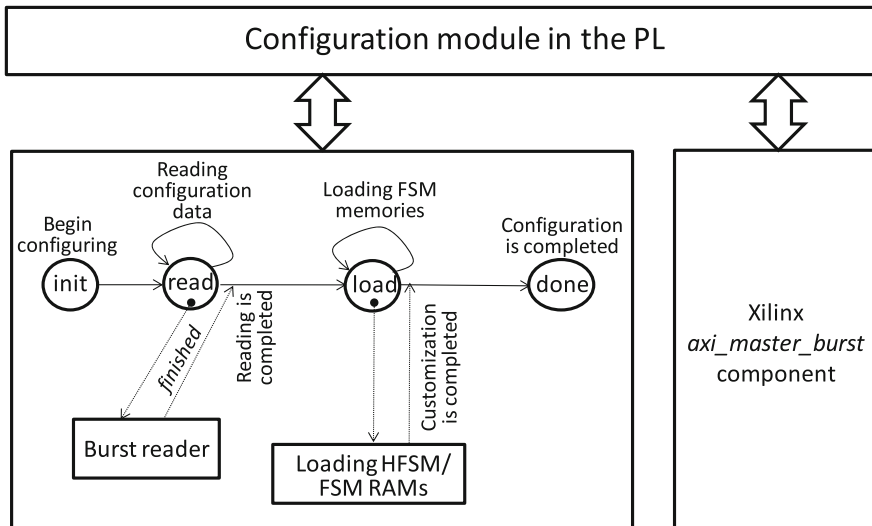 Configuration module in the PL
Reading
configuration
data
Loading FSM
memories
Begin
configuring
Configuration
is completed
init
read
load
done
finished
Reading is
completed
Customization
is completed
Burst reader
Loading HFSM/
FSM RAMs
Xilinx
axi_master_burst
component